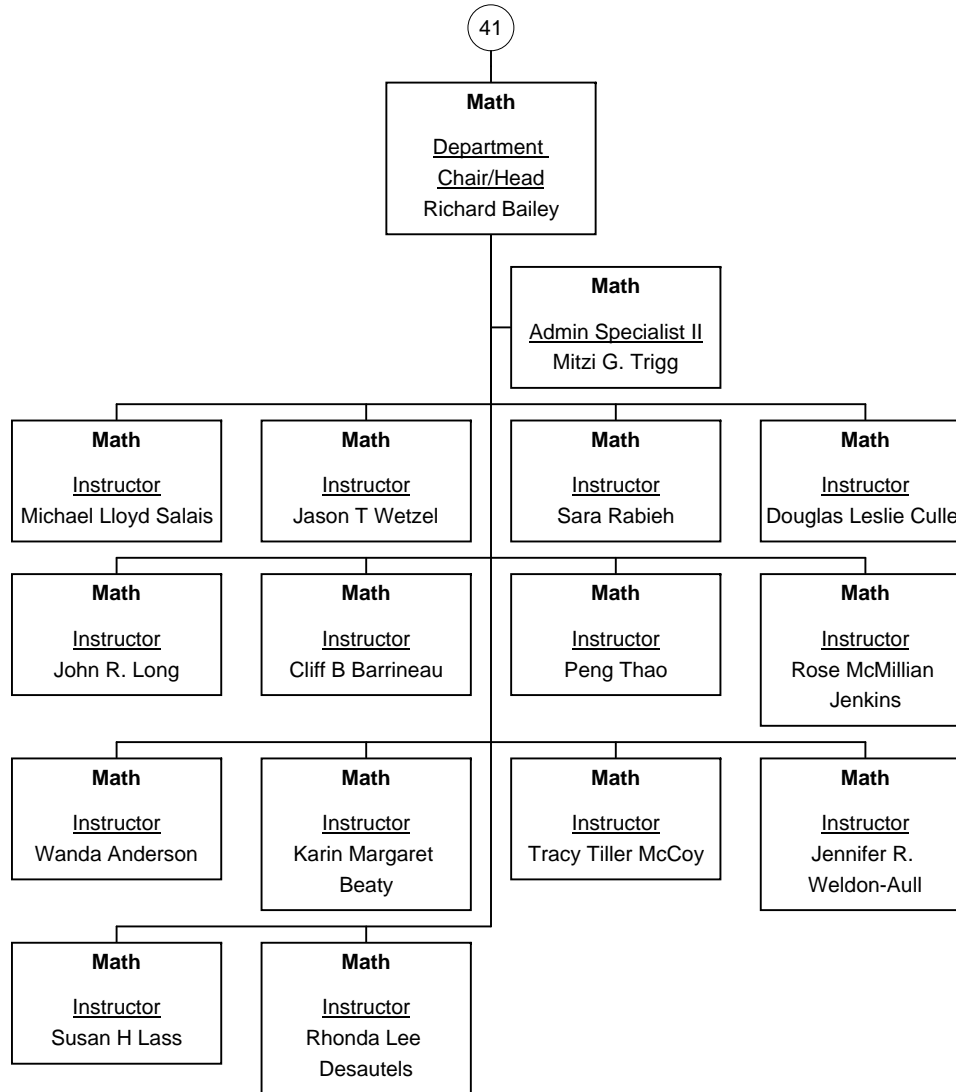 41
Math
Department
Chair/Head
Richard Bailey
Math
Admin Specialist II
Mitzi G. Trigg
Math
Instructor
Michael Lloyd Salais
Math
Instructor
Jason T Wetzel
Math
Instructor
Sara Rabieh
Math
Instructor
Douglas Leslie Culle
Math
Instructor
John R. Long
Math
Instructor
Cliff B Barrineau
Math
Instructor
Peng Thao
Math
Instructor
Rose McMillian
Jenkins
Math
Instructor
Wanda Anderson
Math
Instructor
Karin Margaret
Beaty
Math
Instructor
Tracy Tiller McCoy
Math
Instructor
Jennifer R.
Weldon-Aull
Math
Instructor
Susan H Lass
Math
Instructor
Rhonda Lee
Desautels